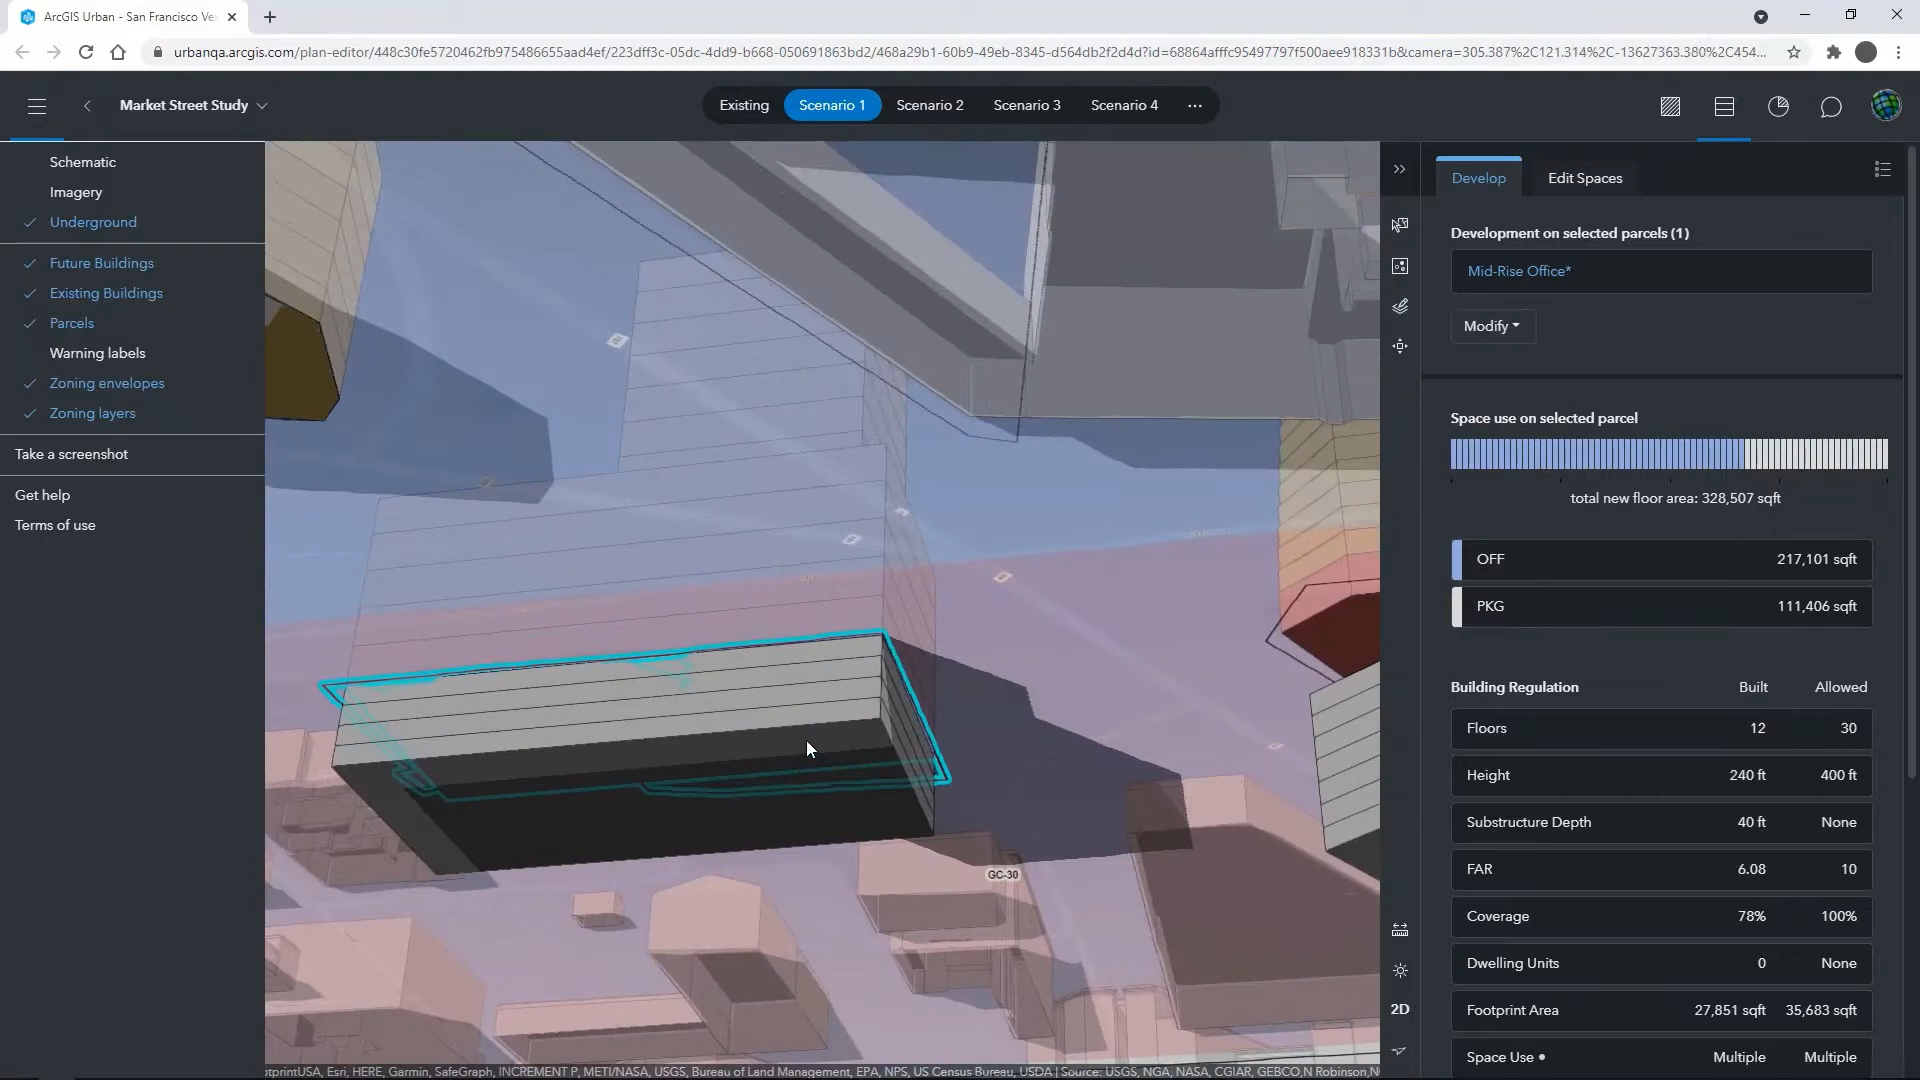 ArcGIS Urban - San Francisco Ve
urbanqa.arcgis.com/plan-editor/448c30fe5720462fb975486655aad4ef/223dff3c-05dc-4dd9-b668-050691863bd2/468a29b1-60b9-49eb-8345-d564db2f2d4d?id=68864afffc95497797f500aee918331b&camera=305.387%2C121.314%2C-13627363.380%2C454...
Market Street Study
Existing
Scenario 1
Scenario 2
Scenario 3
Scenario 4
Schematic
Imagery
Underground
Future Buildings
Existing Buildings
Parcels
Warning labels
Zoning envelopes
Zoning layers
Take a screenshot
Get help
Terms of use
GC-30
2D
otprintUSA, Esri, HERE, Garmin, SafeGraph, INCREMENT P, METI/NASA, USGS, Bureau of Land Management, EPA, NPS, US Census Bureau, USDA | Source: USGS, NGA, NASA, CGIAR, GEBCO,N Robinson,N
Develop
Edit Spaces
Development on selected parcels (1)
Mid-Rise Office*
Modify
Space use on selected parcel
total new floor area: 328,507 sqft
OFF 217,101 sqft
PKG 111,406 sqft
Building Regulation Built Allowed
Floors 12 30
Height 240 ft 400 ft
Substructure Depth 40 ft None
FAR 6.08 10
Coverage 78% 100%
Dwelling Units 0 None
Footprint Area 27,851 sqft 35,683 sqft
Space Use • Multiple Multiple